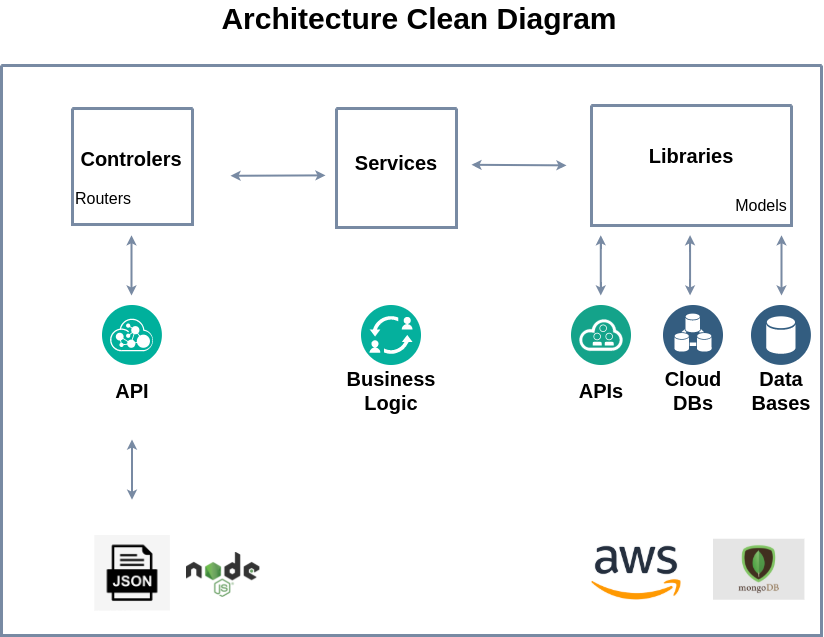 Architecture Clean Diagram
Controlers
Routers
Services
Libraries
Models
API
Business
Logic
APIs
Cloud
DBs
Data
Bases
JSON
node
JS
aws
mongoDB